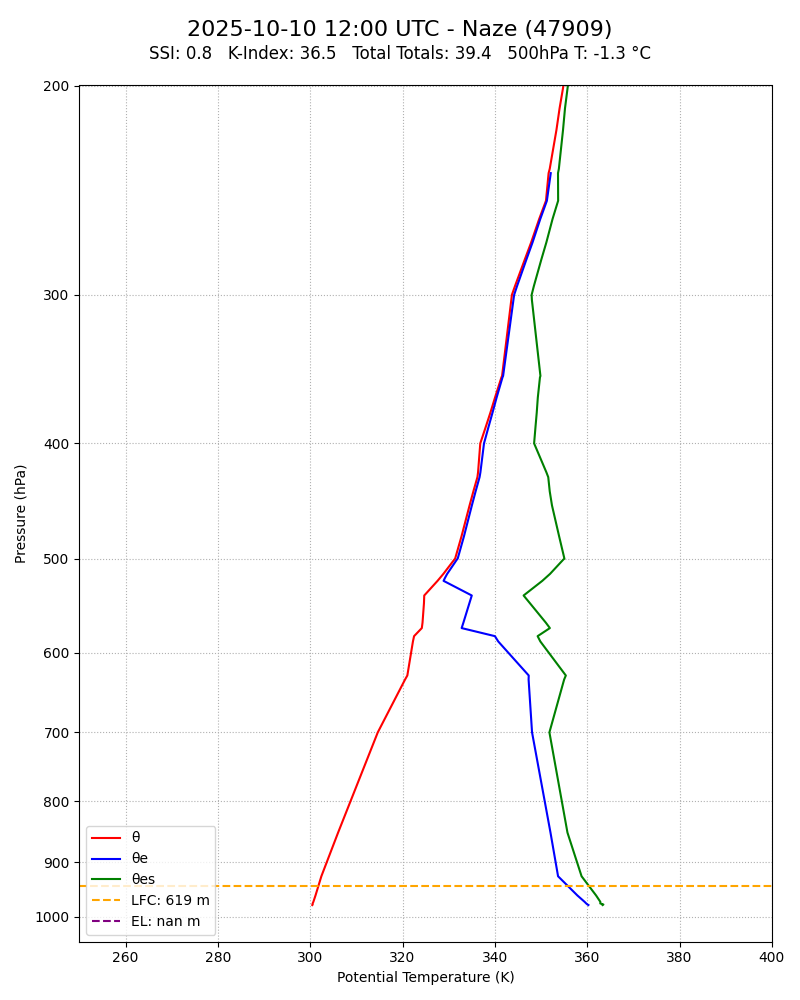 2025-10-10 12:00 UTC - Naze (47909)
SSI: 0.8   K-Index: 36.5   Total Totals: 39.4   500hPa T: -1.3 °C
Pressure (hPa)
200
300
400
500
600
700
800
900
1000
θ
θe
θes
LFC: 619 m
EL: nan m
260 280 300 320 340 360 380 400
Potential Temperature (K)